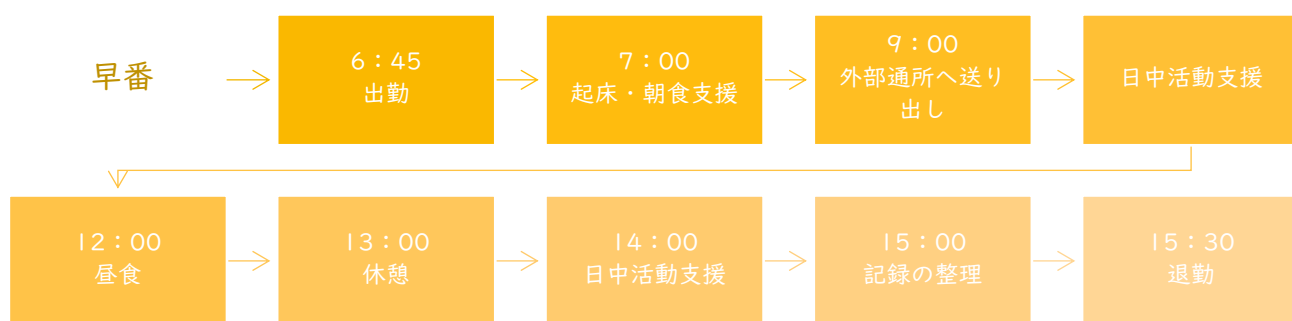 早番
6：45
出勤
7：00
起床・朝食支援
9：00
外部通所へ送り
出し
日中活動支援
12：00
昼食
13：00
休憩
14：00
日中活動支援
15：00
記録の整理
15：30
退勤